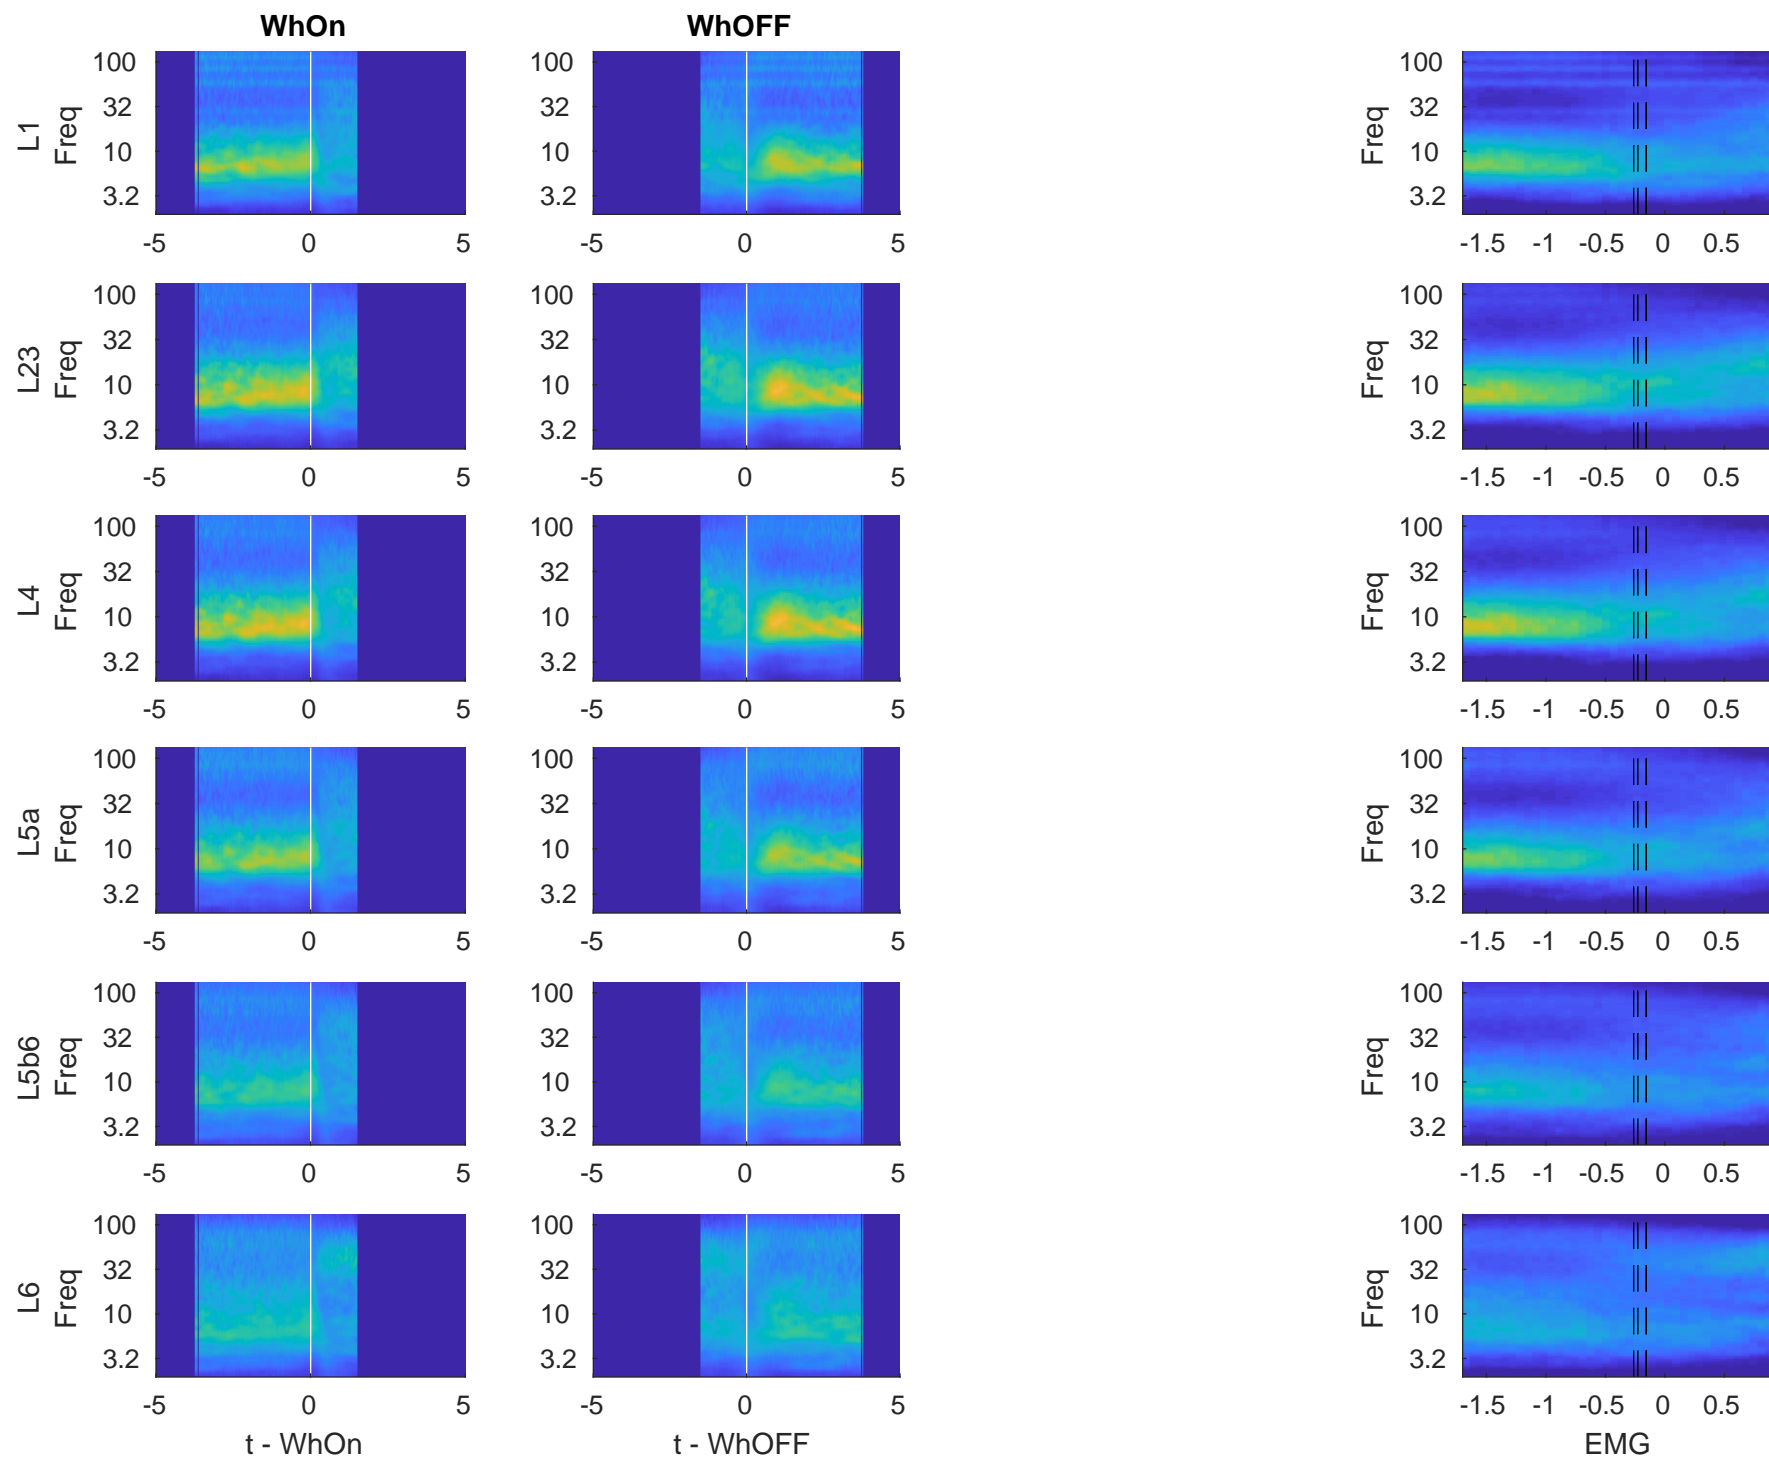 WhOn WhOFF
L1 Freq 100 32 10 3.2 100 32 10 3.2 Freq 100 32 10 3.2
-5 0 5 -5 0 5 -1.5 -1 -0.5 0 0.5
L23 Freq 100 32 10 3.2 100 32 10 3.2 Freq 100 32 10 3.2
-5 0 5 -5 0 5 -1.5 -1 -0.5 0 0.5
L4 Freq 100 32 10 3.2 100 32 10 3.2 Freq 100 32 10 3.2
-5 0 5 -5 0 5 -1.5 -1 -0.5 0 0.5
L5a Freq 100 32 10 3.2 100 32 10 3.2 Freq 100 32 10 3.2
-5 0 5 -5 0 5 -1.5 -1 -0.5 0 0.5
L5b6 Freq 100 32 10 3.2 100 32 10 3.2 Freq 100 32 10 3.2
-5 0 5 -5 0 5 -1.5 -1 -0.5 0 0.5
L6 Freq 100 32 10 3.2 100 32 10 3.2 Freq 100 32 10 3.2
-5 0 5 -5 0 5 -1.5 -1 -0.5 0 0.5
t - WhOn t - WhOFF EMG